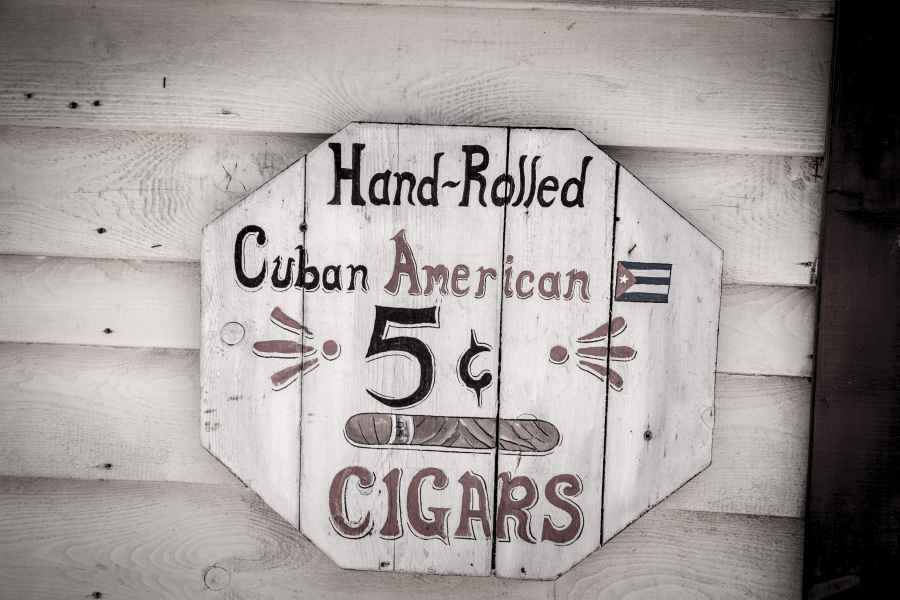 Hand-Rolled
Cuban American
5¢
CIGARS